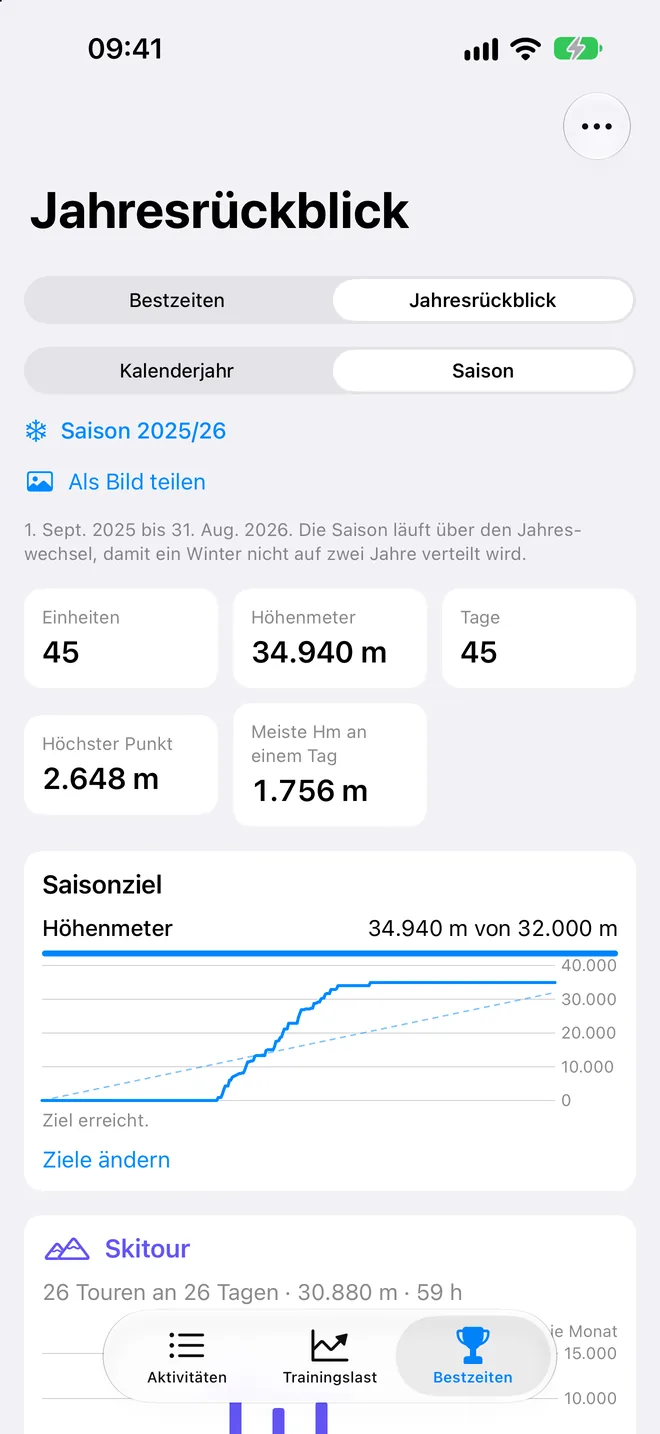 09:41
Jahresrückblick
Bestzeiten
Jahresrückblick
Kalenderjahr
Saison
Saison 2025/26
Als Bild teilen
1. Sept. 2025 bis 31. Aug. 2026. Die Saison läuft über den Jahres-
wechsel, damit ein Winter nicht auf zwei Jahre verteilt wird.
Einheiten
45
Höhenmeter
34.940 m
Tage
45
Höchster Punkt
2.648 m
Meiste Hm an
einem Tag
1.756 m
Saisonziel
Höhenmeter
34.940 m von 32.000 m
40.000
30.000
20.000
10.000
0
Ziel erreicht.
Ziele ändern
Skitour
26 Touren an 26 Tagen · 30.880 m · 59 h
Monat
15.000
10.000
Aktivitäten
Trainingslast
Bestzeiten